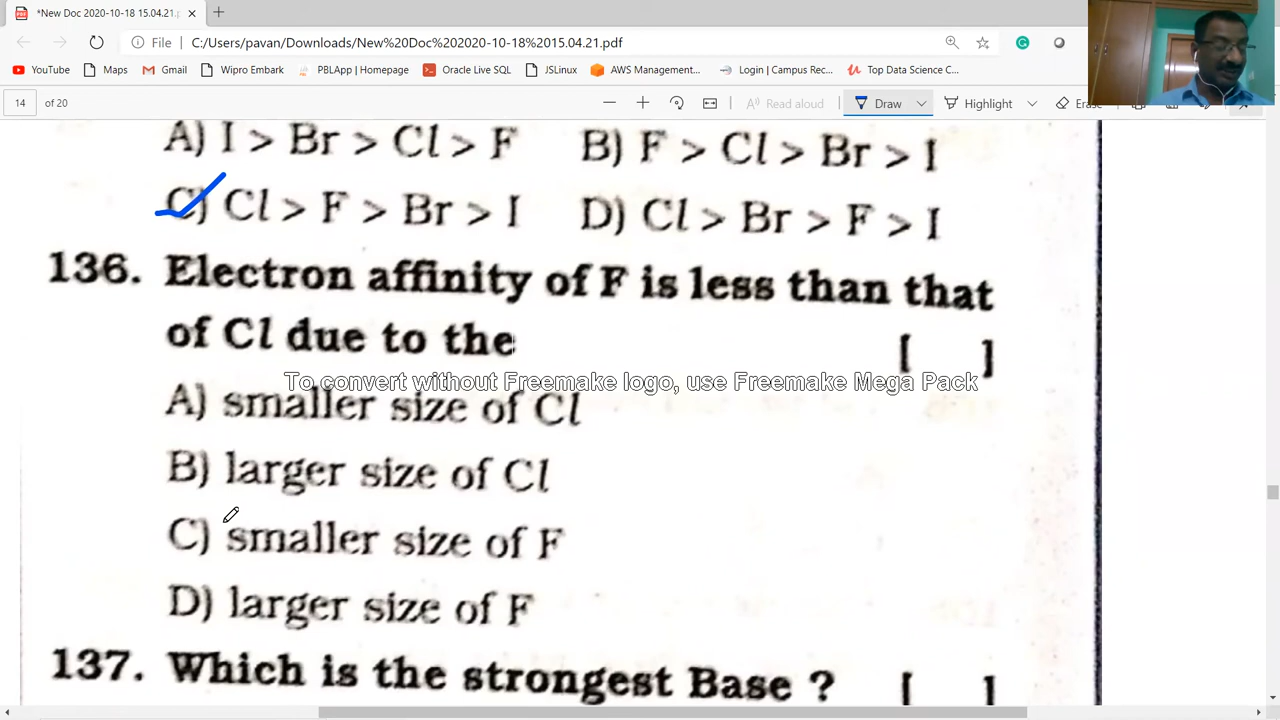 *New Doc 2020-10-18 15.04.21.p
File C:/Users/pavan/Downloads/New%20Doc%202020-10-18%2015.04.21.pdf
YouTube Maps Gmail Wipro Embark PBLApp | Homepage Oracle Live SQL JSLinux AWS Management... Login | Campus Rec... Top Data Science C...
14 of 20 Read aloud Draw Highlight Erase
A) I > Br > Cl > F B) F > Cl > Br > I
C) Cl > F > Br > I D) Cl > Br > F > I
136. Electron affinity of F is less than that
of Cl due to the [ ]
To convert without Freemake logo, use Freemake Mega Pack
A) smaller size of Cl
B) larger size of Cl
C) smaller size of F
D) larger size of F
137. Which is the strongest Base ? [ ]